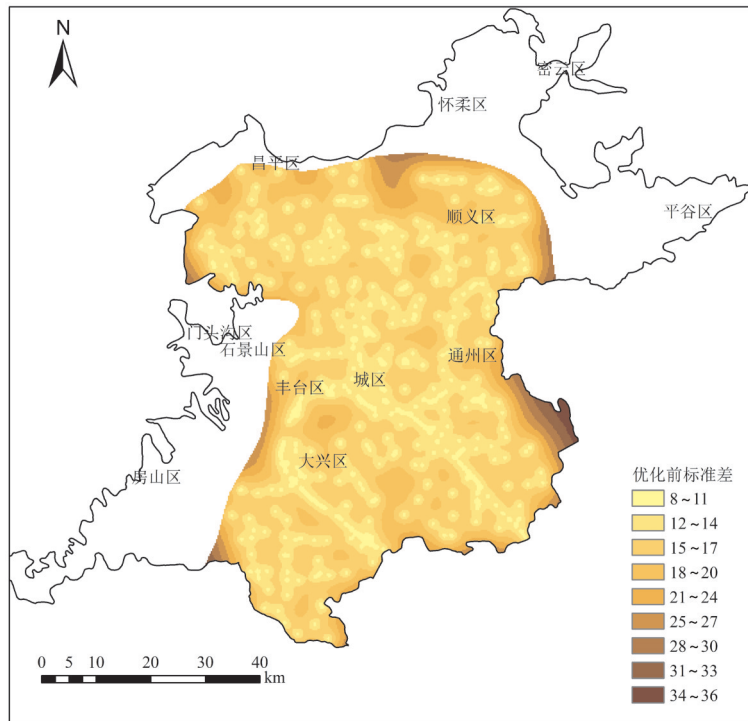 N
密云区
怀柔区
昌平区
顺义区
平谷区
门头沟区
石景山区
通州区
丰台区
城区
大兴区
房山区
优化前标准差
8~11
12~14
15~17
18~20
21~24
25~27
28~30
31~33
34~36
0 5 10 20 30 40
km